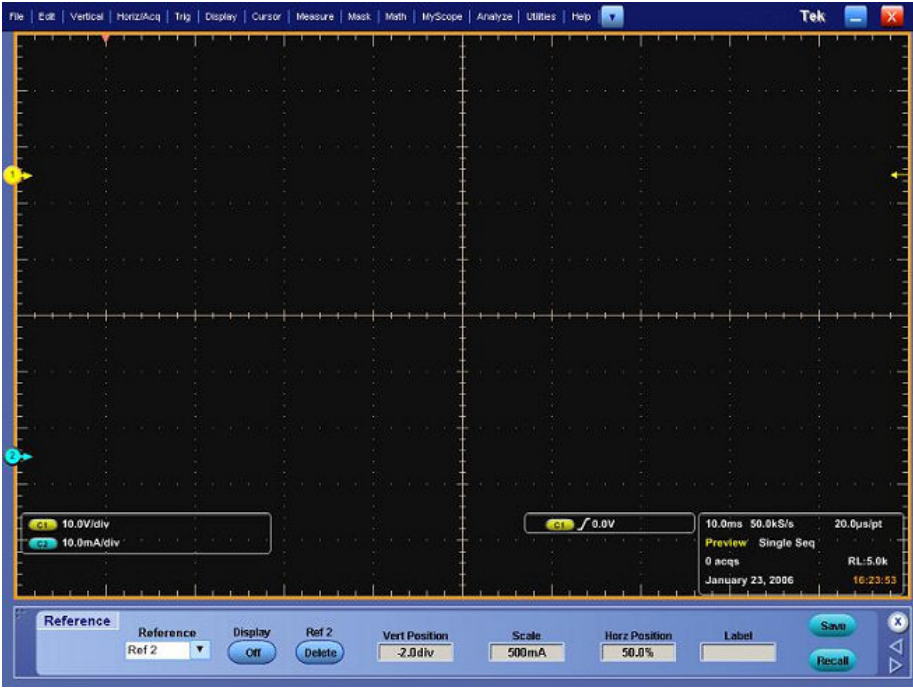 File | Edit | Vertical | Horiz/Acq | Trig | Display | Cursor | Measure | Mask | Math | MyScope | Analyze | Utilities | Help Tek X
1
2
C1 10.0V/div
C2 10.0mA/div
C1 0.0V
10.0ms 50.0kS/s 20.0µs/pt
Preview Single Seq
0 acqs RL:5.0k
January 23, 2006 16:23:53
Reference
Reference Display Ref 2 Vert Position Scale Horz Position Label Save X
Ref 2 Off Delete -2.0div 500mA 50.0% Recall